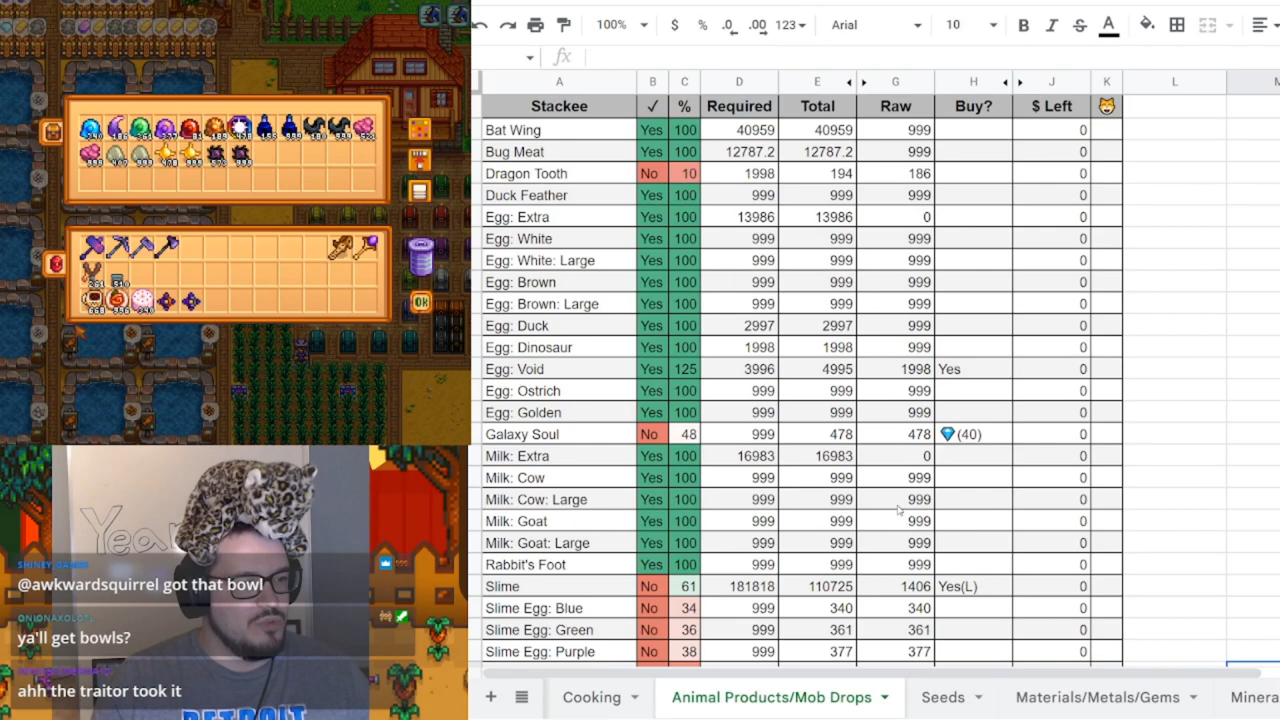 100% $ % .0 .00 123 Arial 10 B I S A
fx
A B C D E G H J K L M
Stackee ✓ % Required Total Raw Buy? $ Left
Bat Wing Yes 100 40959 40959 999 0
Bug Meat Yes 100 12787.2 12787.2 999 0
Dragon Tooth No 10 1998 194 186 0
Duck Feather Yes 100 999 999 999 0
Egg: Extra Yes 100 13986 13986 0 0
Egg: White Yes 100 999 999 999 0
Egg: White: Large Yes 100 999 999 999 0
Egg: Brown Yes 100 999 999 999 0
Egg: Brown: Large Yes 100 999 999 999 0
Egg: Duck Yes 100 2997 2997 999 0
Egg: Dinosaur Yes 100 1998 1998 999 0
Egg: Void Yes 125 3996 4995 1998 Yes 0
Egg: Ostrich Yes 100 999 999 999 0
Egg: Golden Yes 100 999 999 999 0
Galaxy Soul No 48 999 478 478 💎(40) 0
Milk: Extra Yes 100 16983 16983 0 0
Milk: Cow Yes 100 999 999 999 0
Milk: Cow: Large Yes 100 999 999 999 0
Milk: Goat Yes 100 999 999 999 0
Milk: Goat: Large Yes 100 999 999 999 0
Rabbit's Foot Yes 100 999 999 999 0
Slime No 61 181818 110725 1406 Yes(L) 0
Slime Egg: Blue No 34 999 340 340 0
Slime Egg: Green No 36 999 361 361 0
Slime Egg: Purple No 38 999 377 377 0
Cooking Animal Products/Mob Drops Seeds Materials/Metals/Gems Minera
OK
Year
SHINEY_GAMES
@awkwardsquirrel got that bowl
ONIONAXOLOTL
ya'll get bowls?
ahh the traitor took it
DETROIT